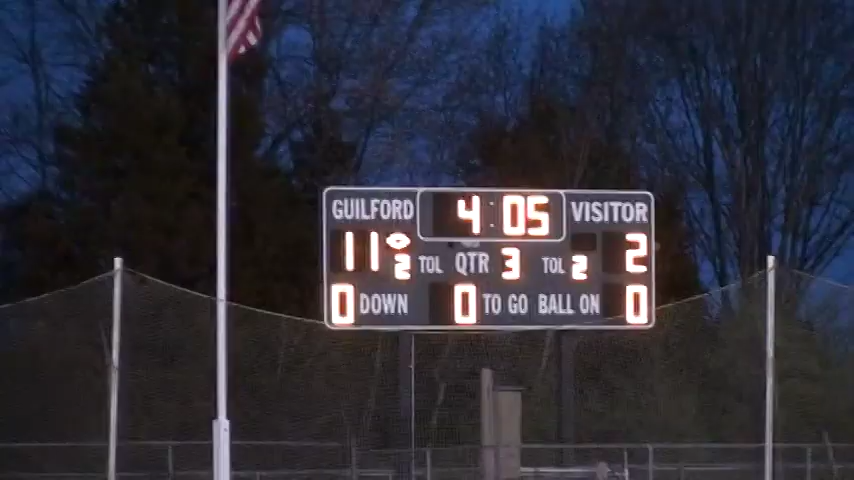 GUILFORD 4:05 VISITOR
11 2 TOL QTR 3 TOL 2 2
0 DOWN 0 TO GO BALL ON 0